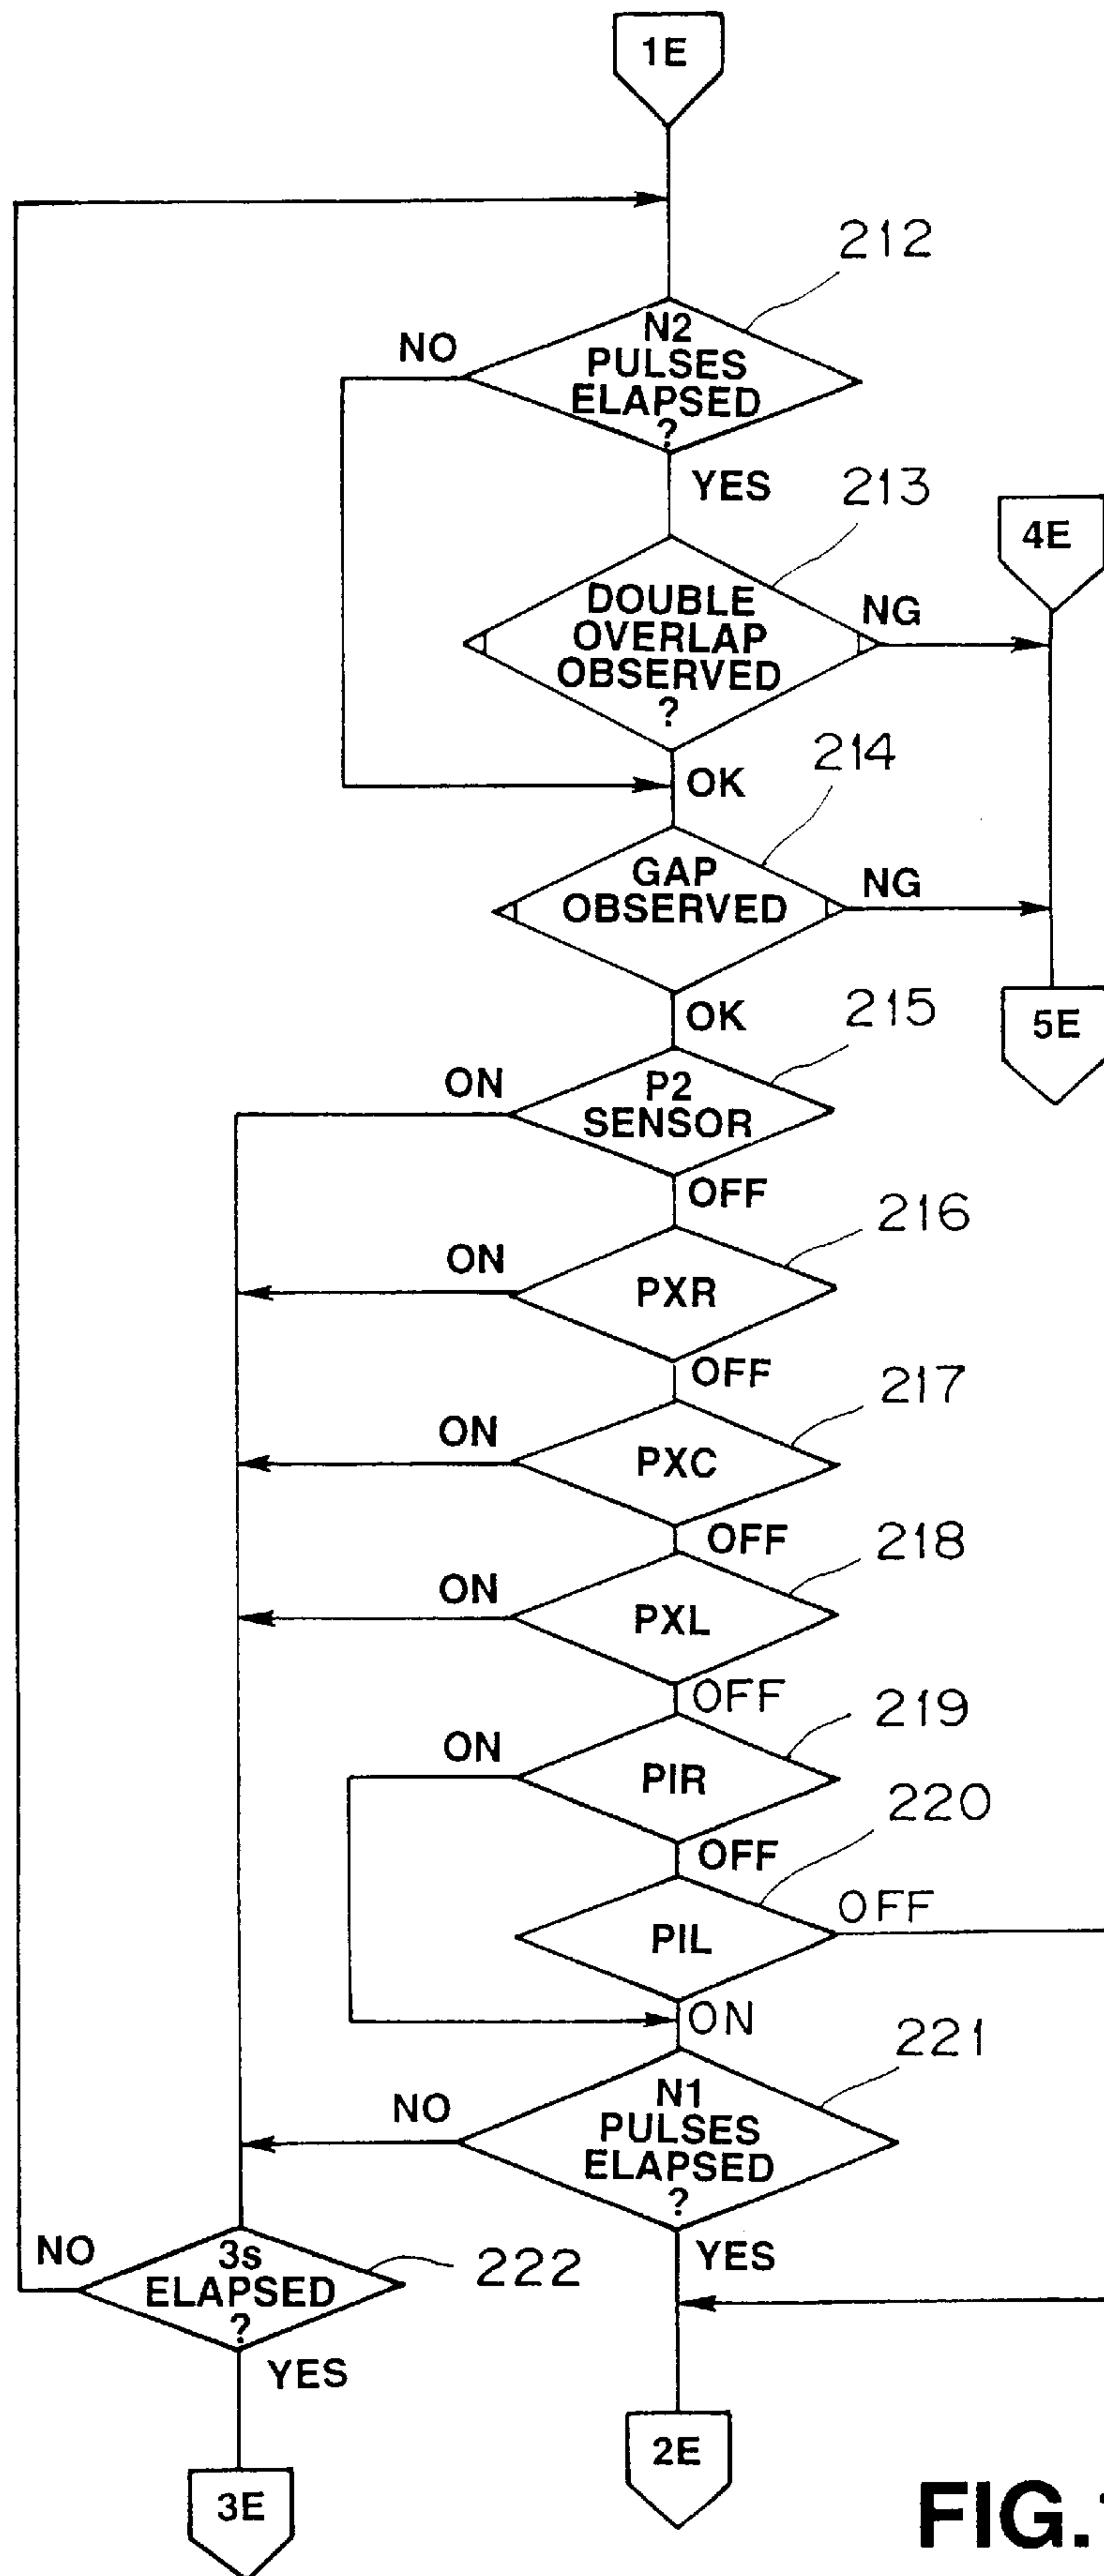 1E
212
N2
PULSES
ELAPSED
?
NO
YES
213
4E
DOUBLE
OVERLAP
OBSERVED
?
NG
OK
214
GAP
OBSERVED
NG
OK
5E
215
P2
SENSOR
ON
OFF
216
PXR
ON
OFF
217
PXC
ON
OFF
218
PXL
ON
OFF
219
PIR
ON
OFF
220
PIL
OFF
ON
221
N1
PULSES
ELAPSED
?
NO
YES
222
3s
ELAPSED
?
NO
YES
2E
3E
FIG.